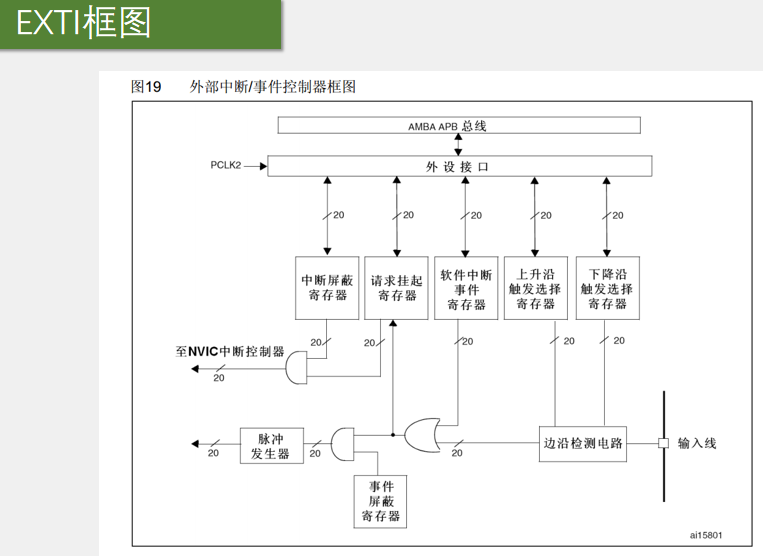 EXTI框图
图19 外部中断/事件控制器框图
AMBA APB 总线
PCLK2
外设接口
20 20 20 20 20
中断屏蔽
寄存器
请求挂起
寄存器
软件中断
事件
寄存器
上升沿
触发选择
寄存器
下降沿
触发选择
寄存器
20 20 20 20 20
至NVIC中断控制器
20
脉冲
发生器
边沿检测电路
输入线
20 20 20
事件
屏蔽
寄存器
ai15801